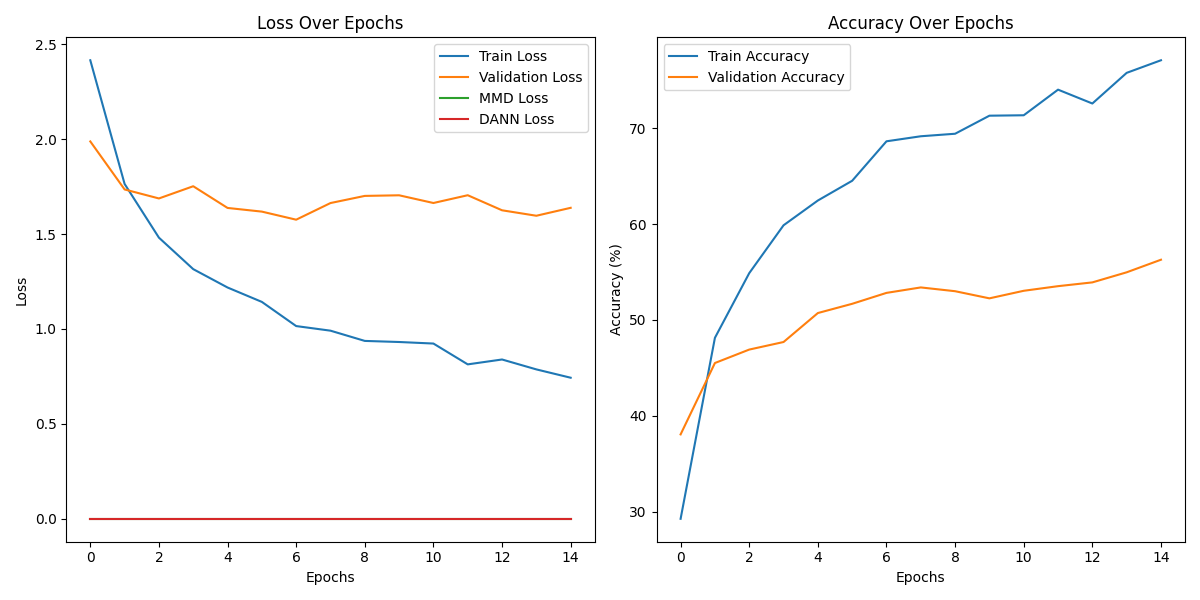 Loss Over Epochs
2.5
2.0
1.5
1.0
0.5
0.0
Loss
0 2 4 6 8 10 12 14
Epochs
Train Loss
Validation Loss
MMD Loss
DANN Loss
Accuracy Over Epochs
70
60
50
40
30
Accuracy (%)
0 2 4 6 8 10 12 14
Epochs
Train Accuracy
Validation Accuracy